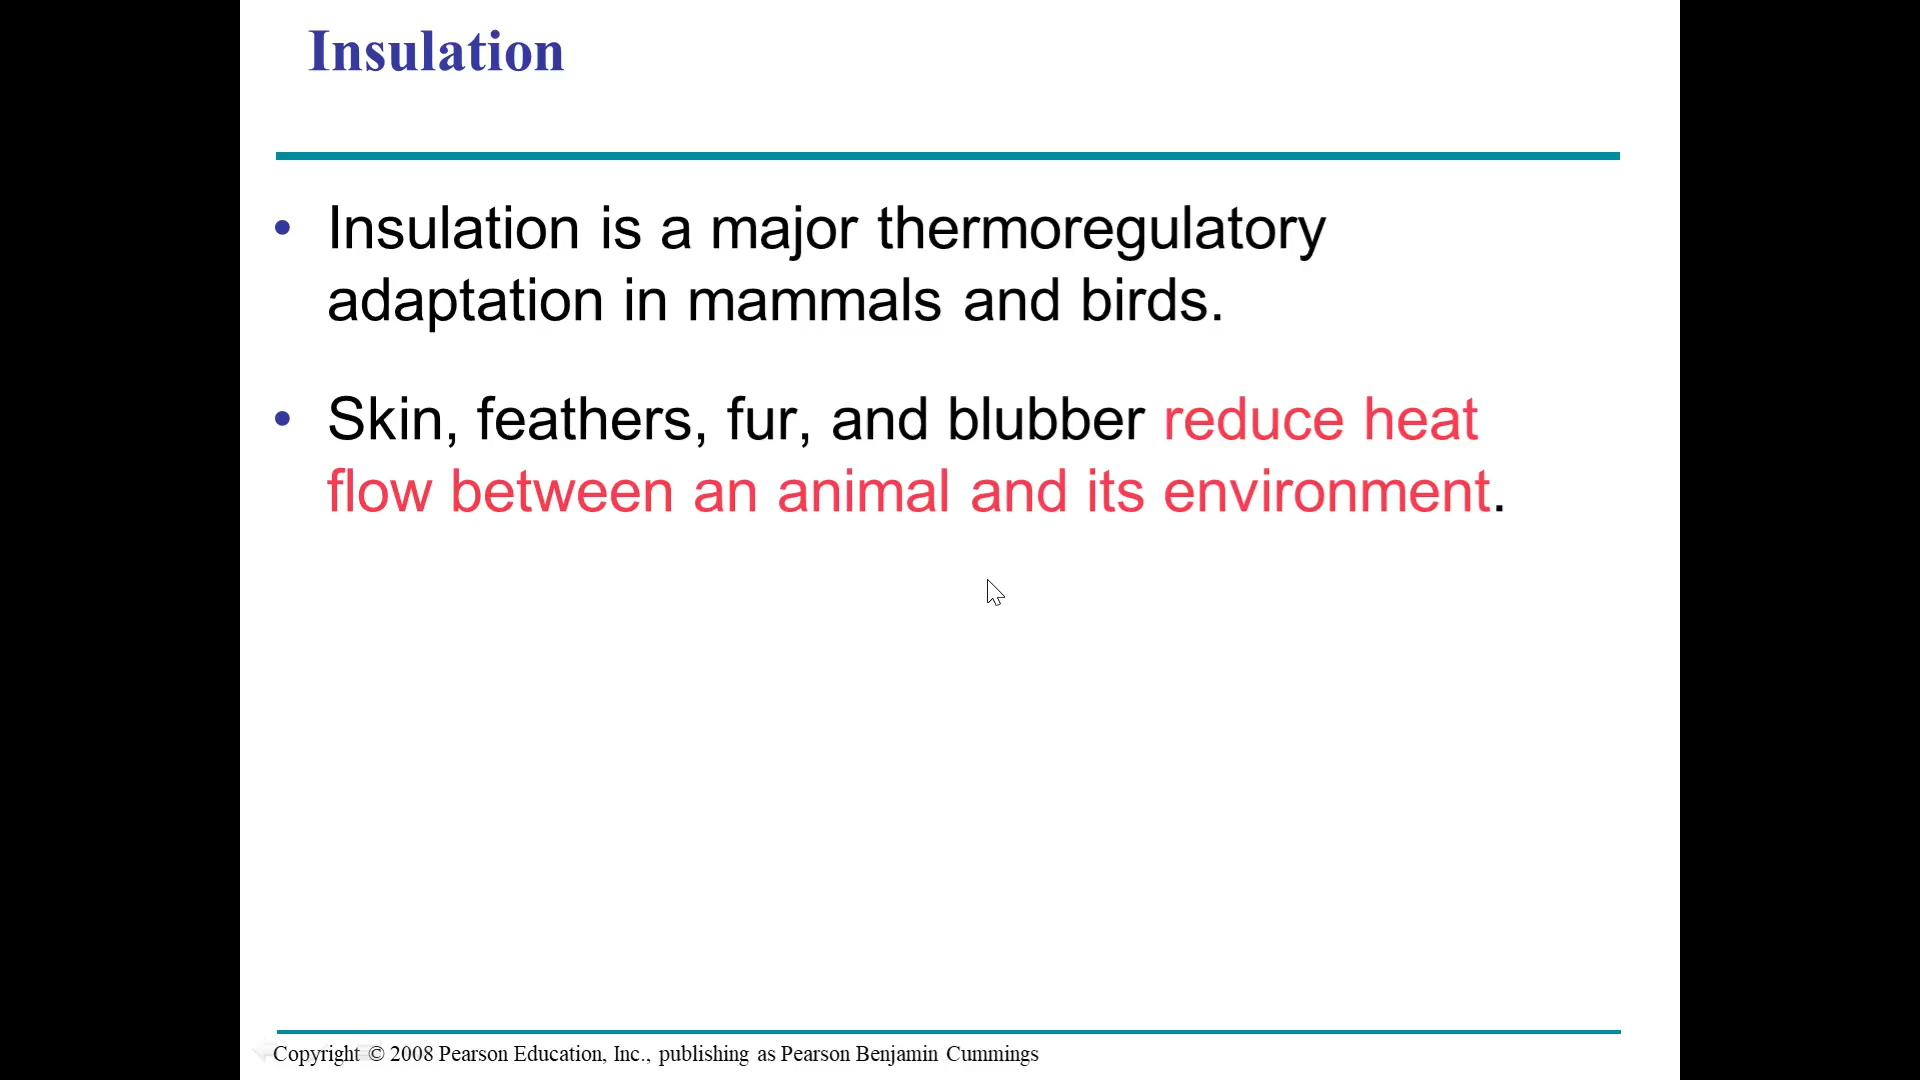 Insulation
• Insulation is a major thermoregulatory
adaptation in mammals and birds.
• Skin, feathers, fur, and blubber reduce heat
flow between an animal and its environment.
Copyright © 2008 Pearson Education, Inc., publishing as Pearson Benjamin Cummings